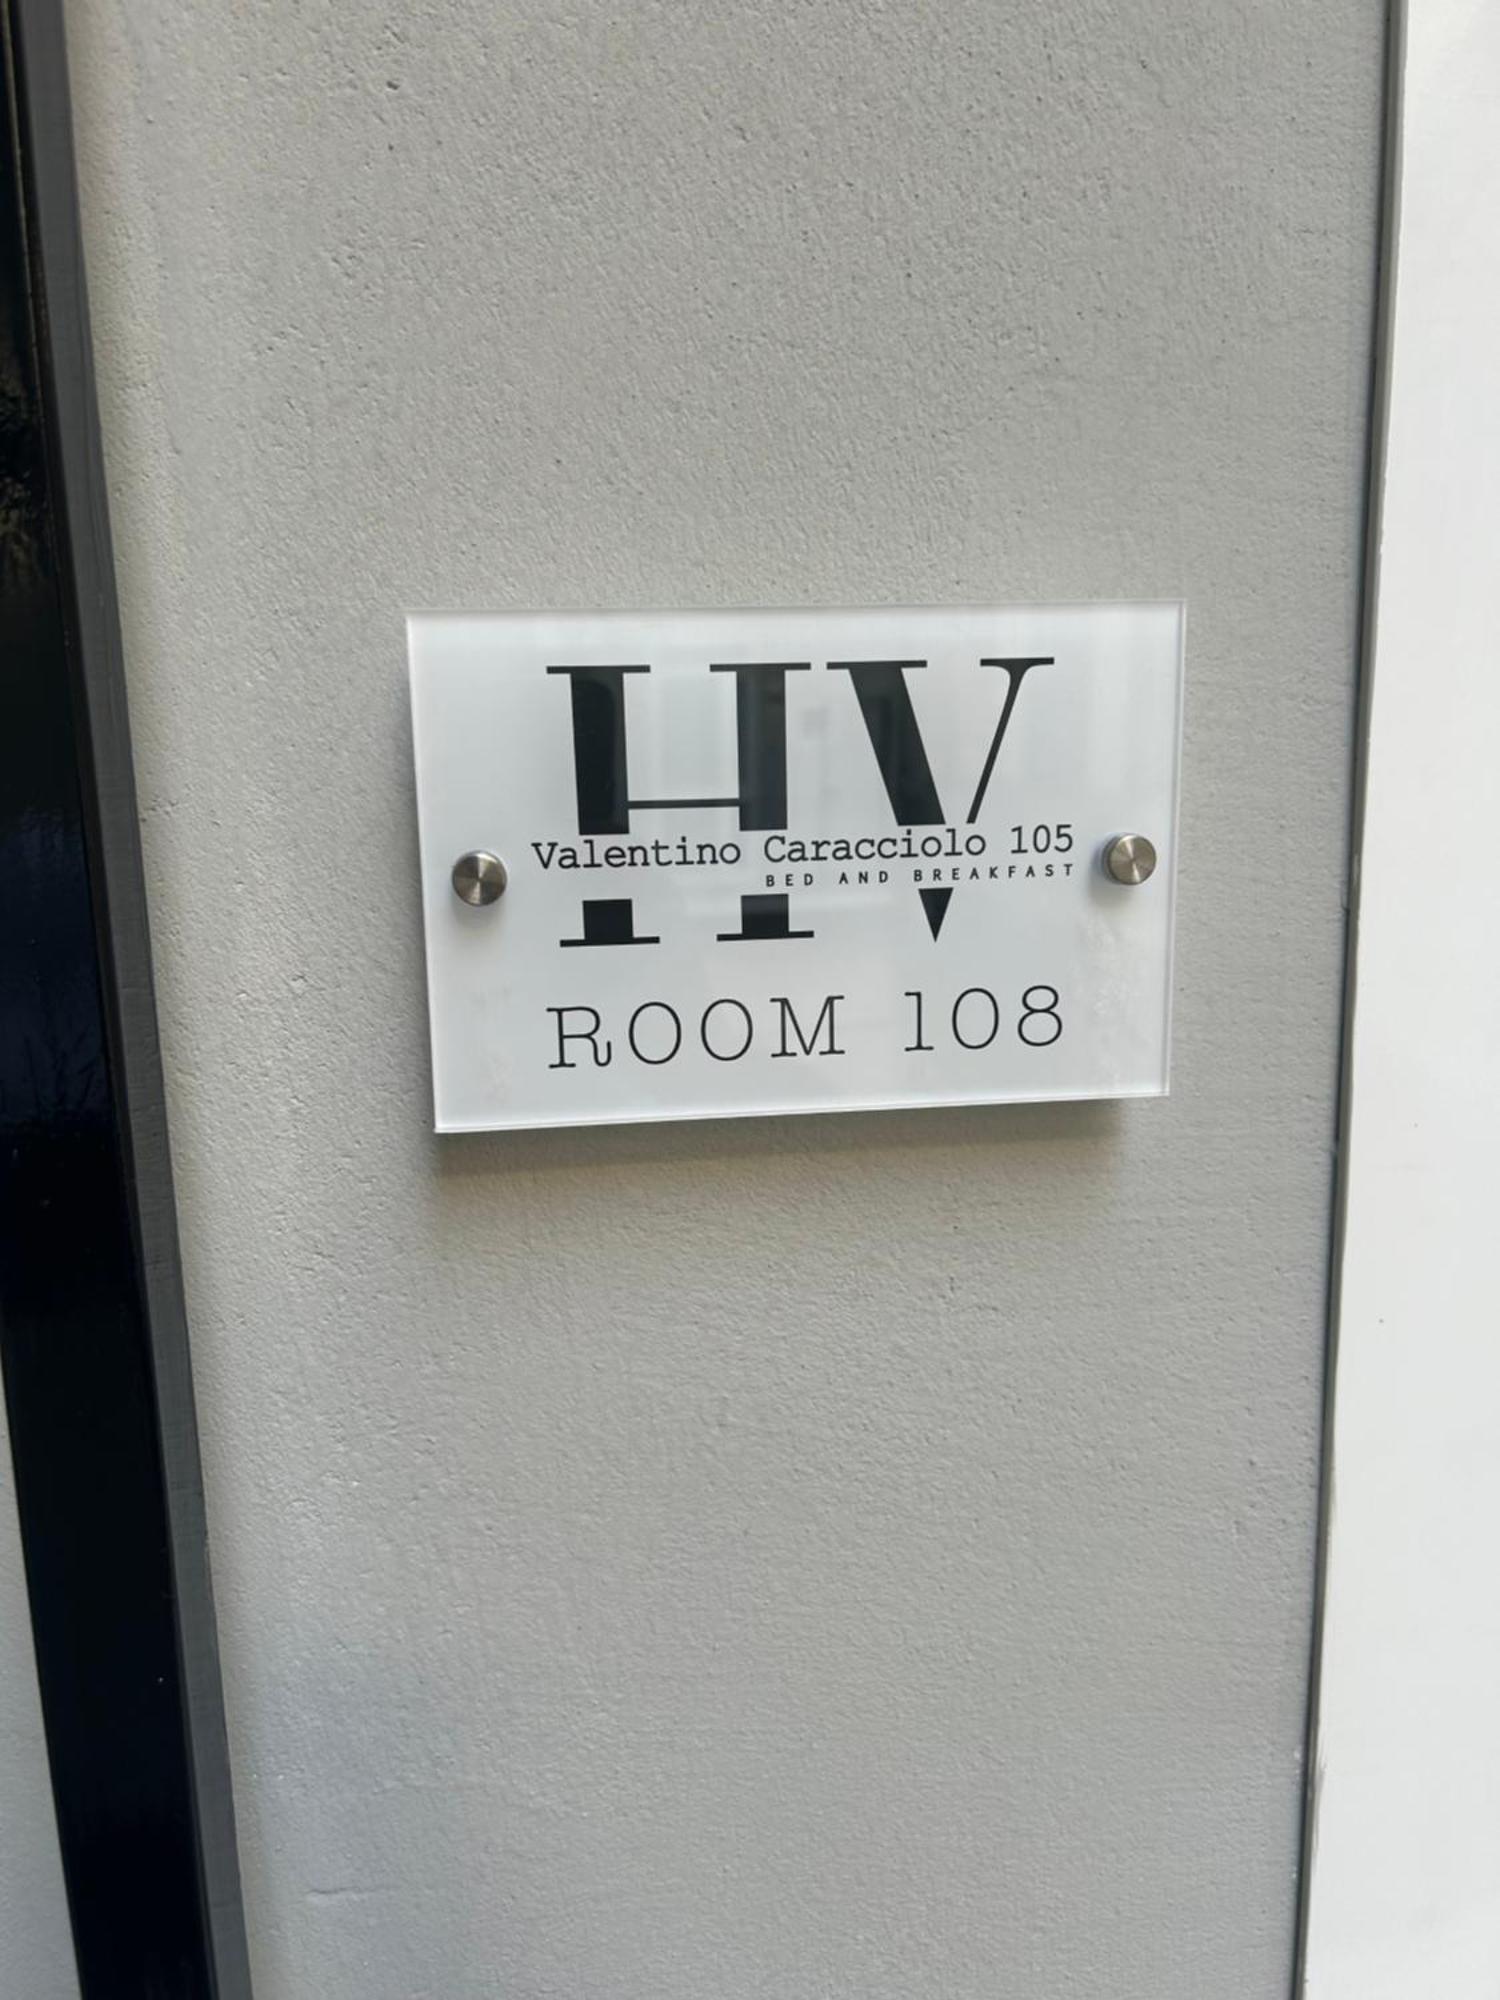 HV
Valentino Caracciolo 105
BED AND BREAKFAST
ROOM 108